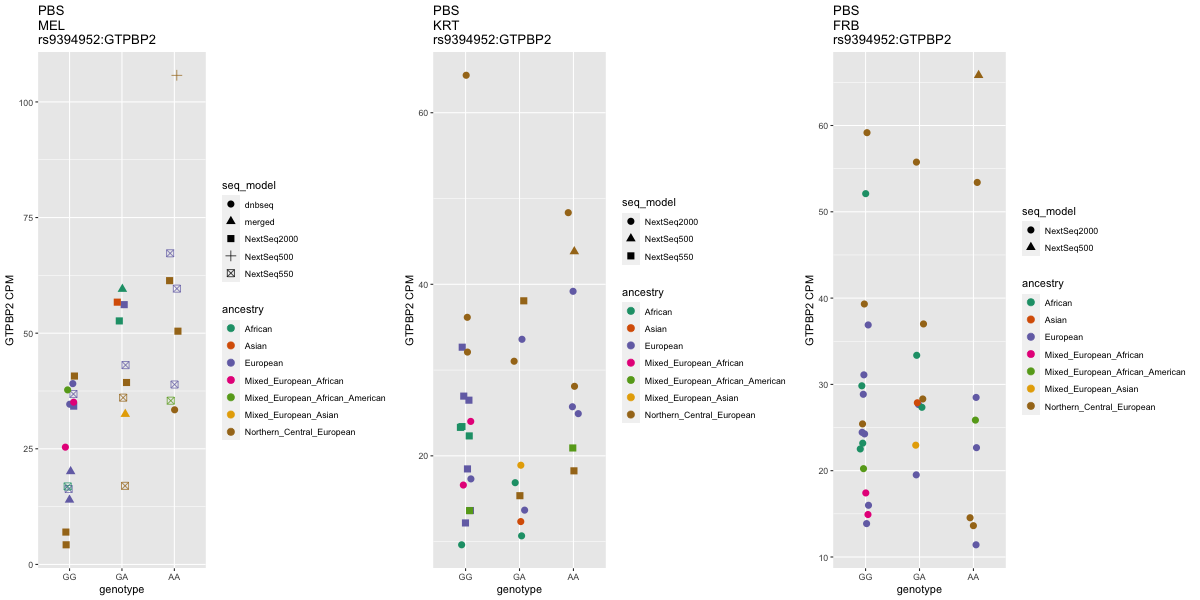 PBS
MEL
rs9394952:GTPBP2
100
75
50
25
0
GTPBP2 CPM
GG
GA
AA
genotype
seq_model
dnbseq
merged
NextSeq2000
NextSeq500
NextSeq550
ancestry
African
Asian
European
Mixed_European_African
Mixed_European_African_American
Mixed_European_Asian
Northern_Central_European
PBS
KRT
rs9394952:GTPBP2
60
40
20
GTPBP2 CPM
GG
GA
AA
genotype
seq_model
NextSeq2000
NextSeq500
NextSeq550
ancestry
African
Asian
European
Mixed_European_African
Mixed_European_African_American
Mixed_European_Asian
Northern_Central_European
PBS
FRB
rs9394952:GTPBP2
60
50
40
30
20
10
GTPBP2 CPM
GG
GA
AA
genotype
seq_model
NextSeq2000
NextSeq500
ancestry
African
Asian
European
Mixed_European_African
Mixed_European_African_American
Mixed_European_Asian
Northern_Central_European